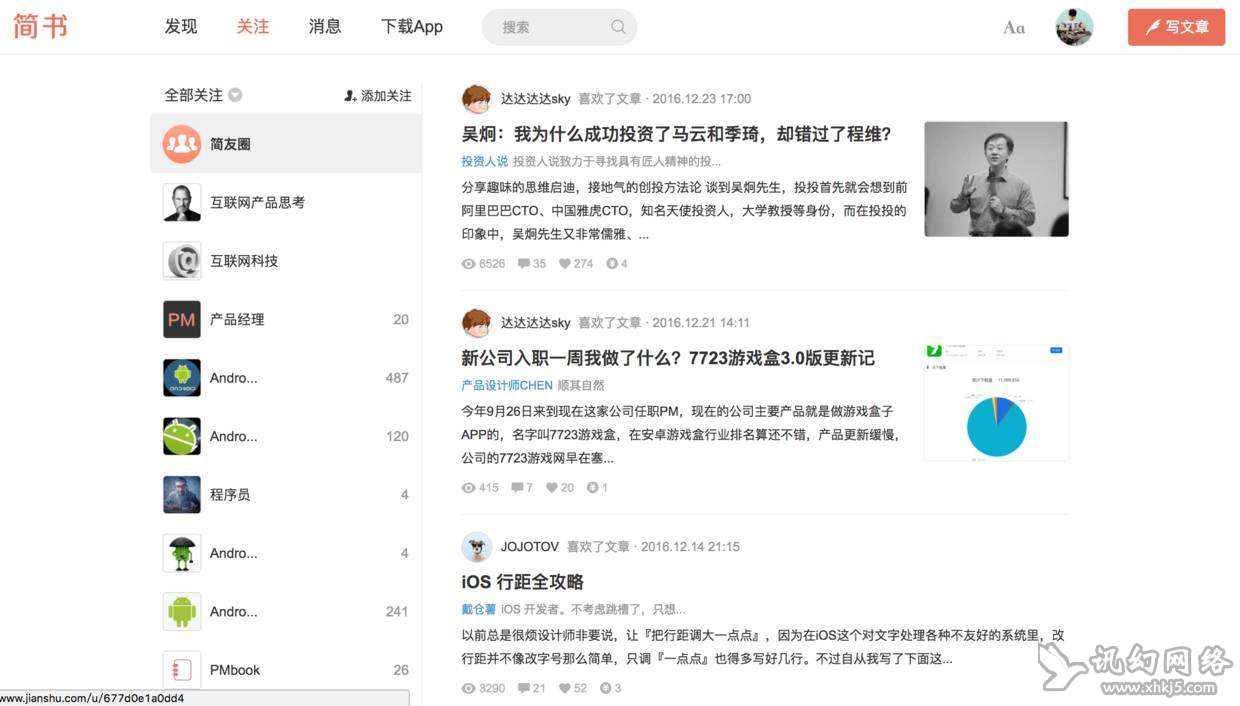 简书
发现
关注
消息
下载App
搜索
Aa
写文章
全部关注
添加关注
简友圈
互联网产品思考
互联网科技
PM 产品经理 20
Andro... 487
Andro... 120
程序员 4
Andro... 4
Andro... 241
PMbook 26
www.jianshu.com/u/677d0e1a0dd4
达达达达sky 喜欢了文章 · 2016.12.23 17:00
吴炯：我为什么成功投资了马云和季琦，却错过了程维？
投资人说 投资人说致力于寻找具有匠人精神的投...
分享趣味的思维启迪，接地气的创投方法论 谈到吴炯先生，投投首先就会想到前
阿里巴巴CTO、中国雅虎CTO，知名天使投资人，大学教授等身份，而在投投的
印象中，吴炯先生又非常儒雅、...
6526 35 274 4
达达达达sky 喜欢了文章 · 2016.12.21 14:11
新公司入职一周我做了什么？7723游戏盒3.0版更新记
产品设计师CHEN 顺其自然
今年9月26日来到现在这家公司任职PM，现在的公司主要产品就是做游戏盒子
APP的，名字叫7723游戏盒，在安卓游戏盒行业排名算还不错，产品更新缓慢，
公司的7723游戏网早在塞...
415 7 20 1
JOJOTOV 喜欢了文章 · 2016.12.14 21:15
iOS 行距全攻略
戴仓薯 iOS 开发者。不考虑跳槽了，只想...
以前总是很烦设计师非要说，让『把行距调大一点点』，因为在iOS这个对文字处理各种不友好的系统里，改
行距并不像改字号那么简单，只调『一点点』也得多写好几行。不过自从我写了下面这...
3290 21 52 3
讯幻网络
www.xhkj5.com